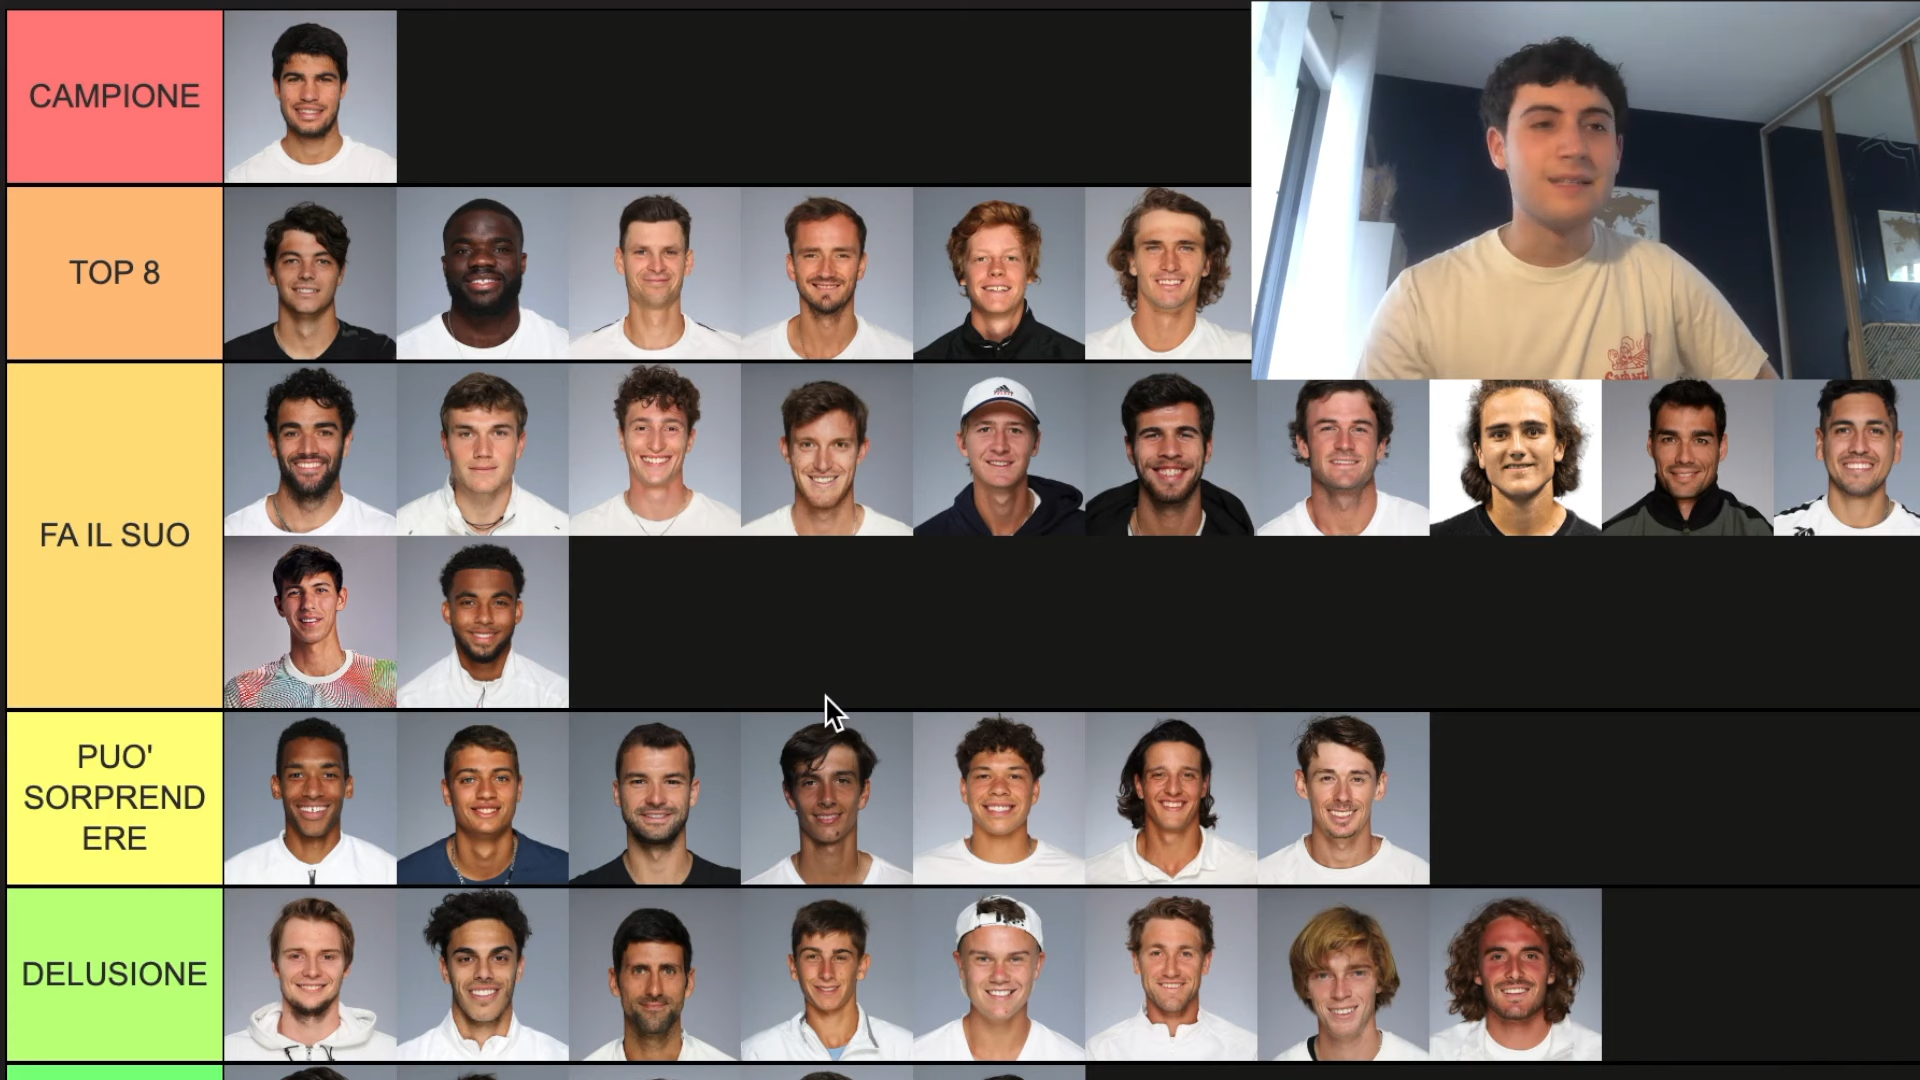 CAMPIONE
TOP 8
FA IL SUO
PUO'
SORPREND
ERE
DELUSIONE